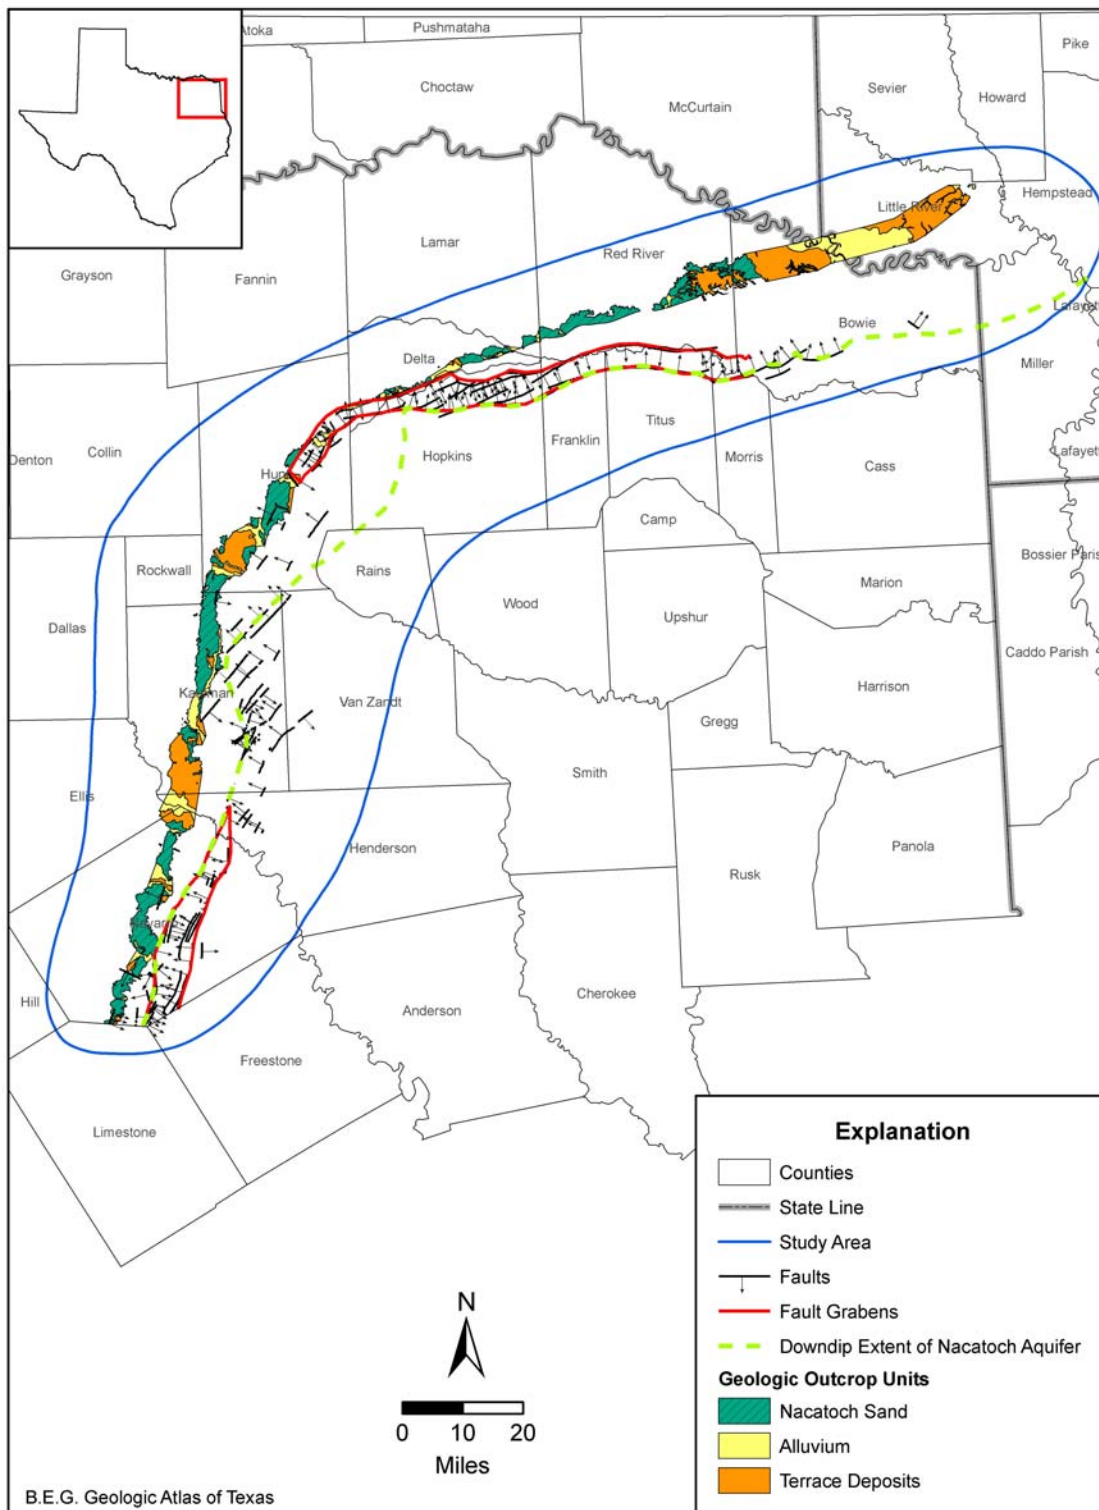 Atoka
Pushmataha
Pike
Choctaw
McCurtain
Sevier
Howard
Little River
Hempstead
Lamar
Red River
Grayson
Fannin
Bowie
Lafayette
Delta
Miller
Titus
Collin
Denton
Hopkins
Franklin
Morris
Cass
Lafayett
Camp
Rockwall
Rains
Bossier Paris
Marion
Wood
Upshur
Dallas
Caddo Parish
Kaufman
Van Zandt
Harrison
Gregg
Smith
Ellis
Henderson
Panola
Rusk
Hill
Cherokee
Anderson
Freestone
Limestone
Explanation
Counties
State Line
Study Area
Faults
Fault Grabens
Downdip Extent of Nacatoch Aquifer
Geologic Outcrop Units
Nacatoch Sand
Alluvium
Terrace Deposits
N
0 10 20
Miles
B.E.G. Geologic Atlas of Texas